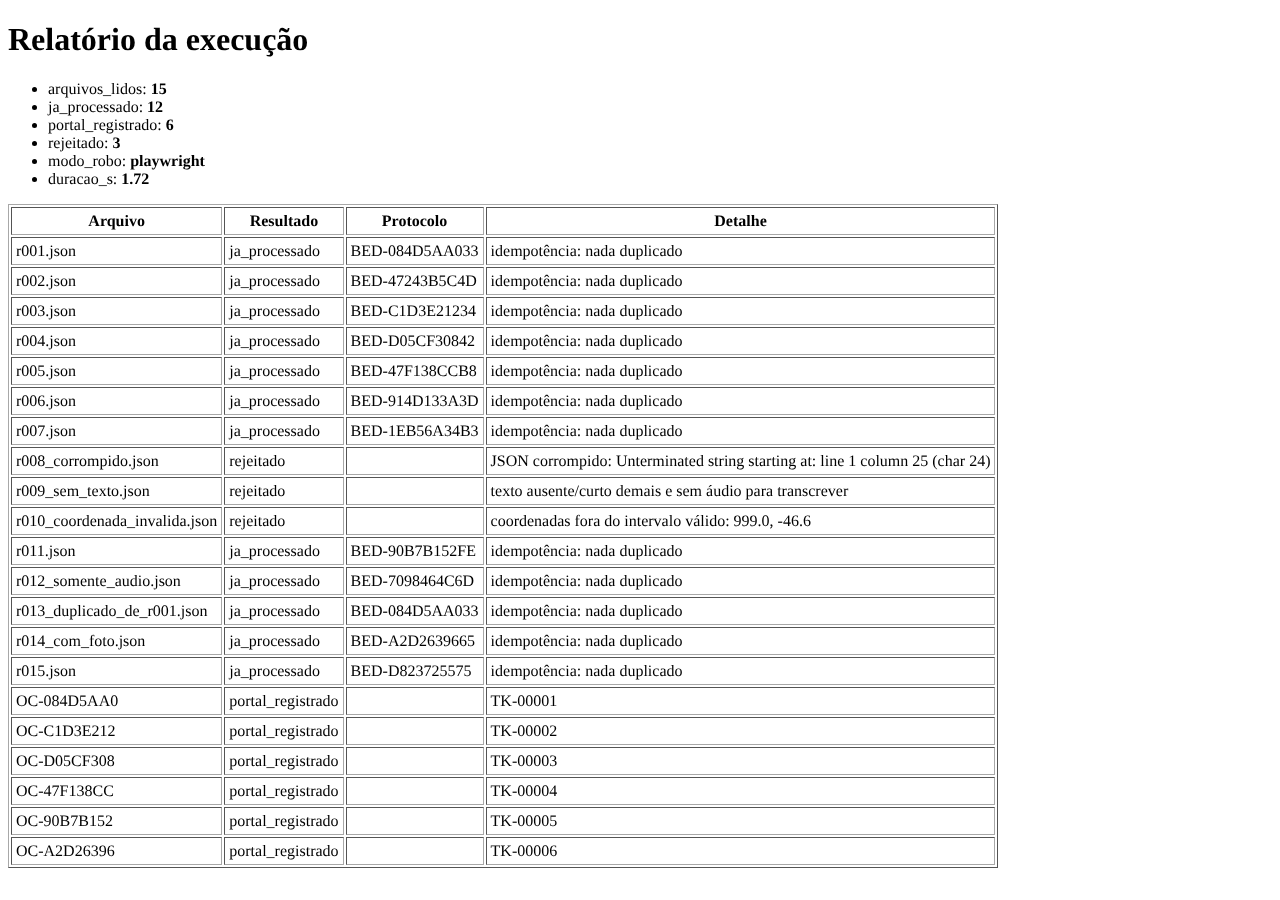 Relatório da execução
arquivos_lidos: 15
ja_processado: 12
portal_registrado: 6
rejeitado: 3
modo_robo: playwright
duracao_s: 1.72
Arquivo Resultado Protocolo Detalhe
r001.json ja_processado BED-084D5AA033 idempotência: nada duplicado
r002.json ja_processado BED-47243B5C4D idempotência: nada duplicado
r003.json ja_processado BED-C1D3E21234 idempotência: nada duplicado
r004.json ja_processado BED-D05CF30842 idempotência: nada duplicado
r005.json ja_processado BED-47F138CCB8 idempotência: nada duplicado
r006.json ja_processado BED-914D133A3D idempotência: nada duplicado
r007.json ja_processado BED-1EB56A34B3 idempotência: nada duplicado
r008_corrompido.json rejeitado JSON corrompido: Unterminated string starting at: line 1 column 25 (char 24)
r009_sem_texto.json rejeitado texto ausente/curto demais e sem áudio para transcrever
r010_coordenada_invalida.json rejeitado coordenadas fora do intervalo válido: 999.0, -46.6
r011.json ja_processado BED-90B7B152FE idempotência: nada duplicado
r012_somente_audio.json ja_processado BED-7098464C6D idempotência: nada duplicado
r013_duplicado_de_r001.json ja_processado BED-084D5AA033 idempotência: nada duplicado
r014_com_foto.json ja_processado BED-A2D2639665 idempotência: nada duplicado
r015.json ja_processado BED-D823725575 idempotência: nada duplicado
OC-084D5AA0 portal_registrado TK-00001
OC-C1D3E212 portal_registrado TK-00002
OC-D05CF308 portal_registrado TK-00003
OC-47F138CC portal_registrado TK-00004
OC-90B7B152 portal_registrado TK-00005
OC-A2D26396 portal_registrado TK-00006